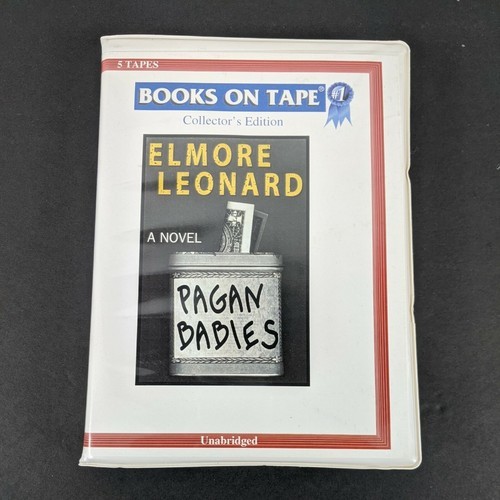 5 TAPES
BOOKS ON TAPE®
#1
Collector's Edition
ELMORE
LEONARD
A NOVEL
PAGAN
BABIES
Unabridged